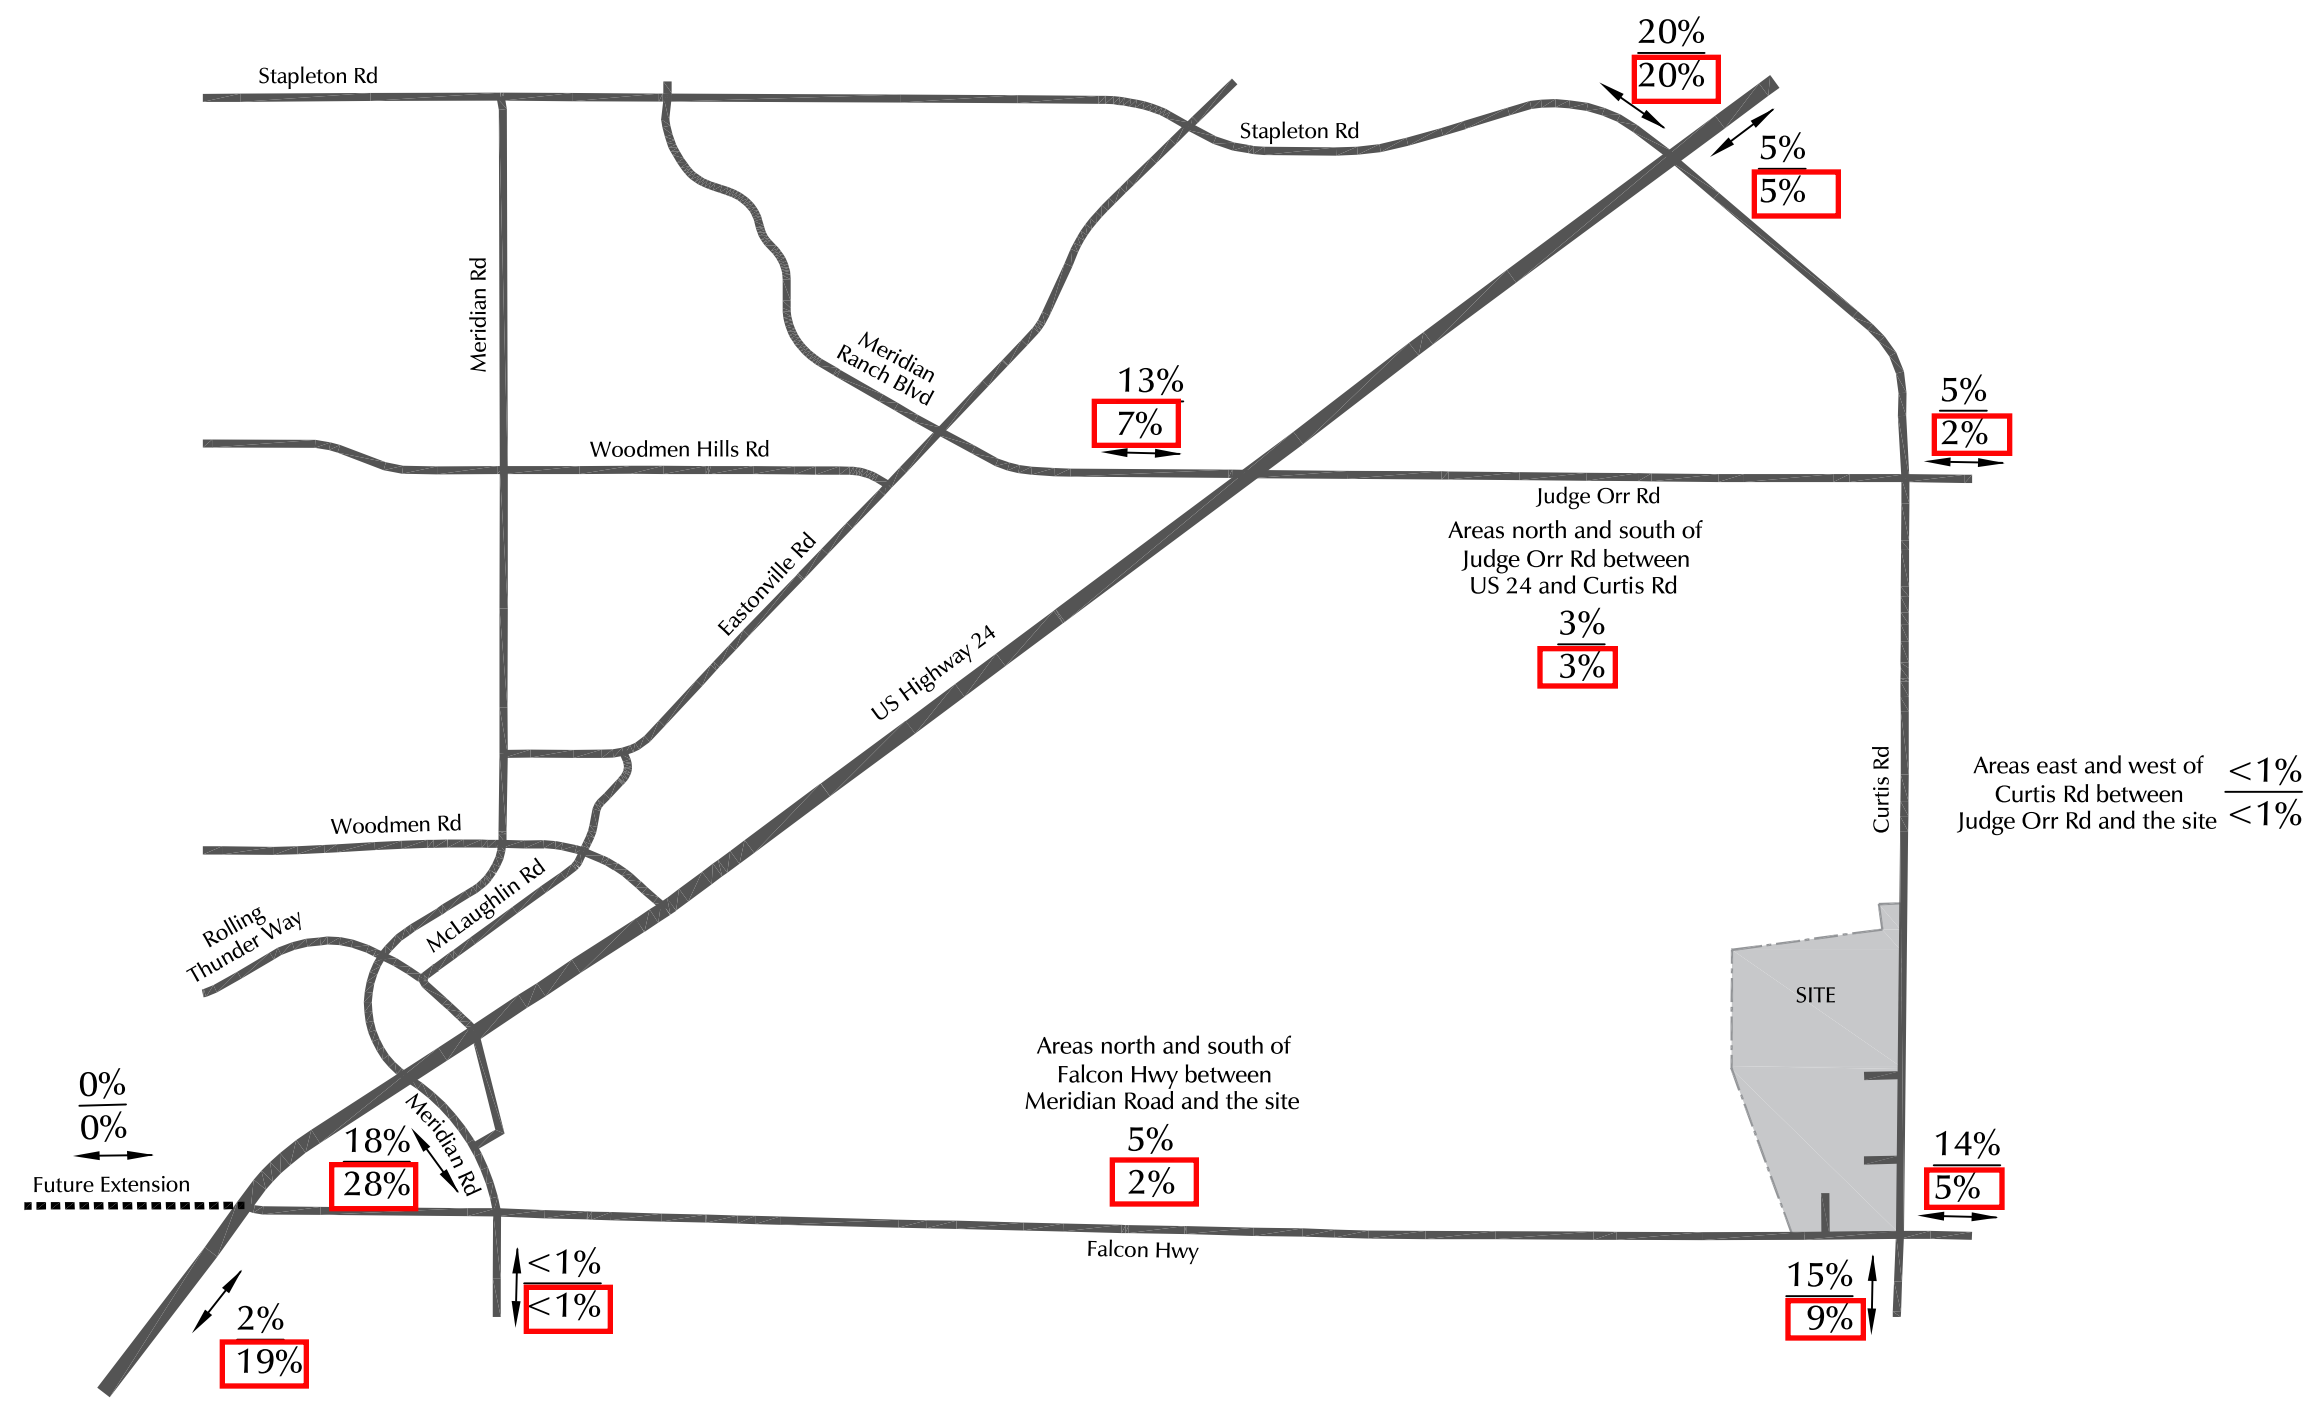 20%
20%
Stapleton Rd
Stapleton Rd
5%
5%
Meridian Rd
Meridian
Ranch Blvd
13%
7%
5%
2%
Woodmen Hills Rd
Judge Orr Rd
Areas north and south of
Judge Orr Rd between
US 24 and Curtis Rd
3%
3%
Eastonville Rd
US Highway 24
Curtis Rd
Areas east and west of
Curtis Rd between
Judge Orr Rd and the site
<1%
<1%
Woodmen Rd
McLaughlin Rd
Rolling
Thunder Way
SITE
Areas north and south of
Falcon Hwy between
Meridian Road and the site
5%
2%
0%
0%
Future Extension
18%
28%
Meridian Rd
14%
5%
Falcon Hwy
<1%
<1%
15%
9%
2%
19%